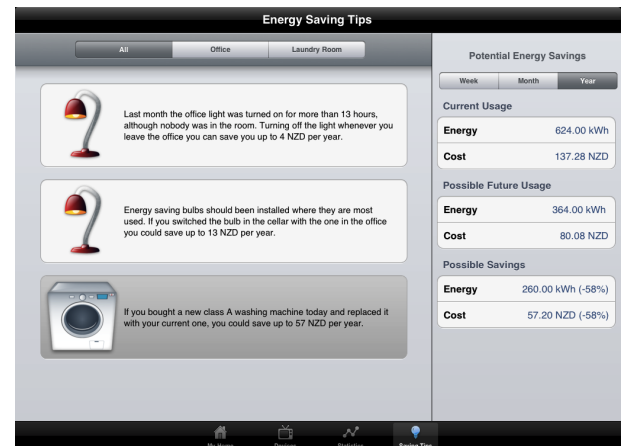 Energy Saving Tips
All Office Laundry Room
Last month the office light was turned on for more than 13 hours,
although nobody was in the room. Turning off the light whenever you
leave the office you can save you up to 4 NZD per year.
Energy saving bulbs should been installed where they are most
used. If you switched the bulb in the cellar with the one in the office
you could save up to 13 NZD per year.
If you bought a new class A washing machine today and replaced it
with your current one, you could save up to 57 NZD per year.
Potential Energy Savings
Week Month Year
Current Usage
Energy 624.00 kWh
Cost 137.28 NZD
Possible Future Usage
Energy 364.00 kWh
Cost 80.08 NZD
Possible Savings
Energy 260.00 kWh (-58%)
Cost 57.20 NZD (-58%)
My Home Devices Statistics Saving Tips